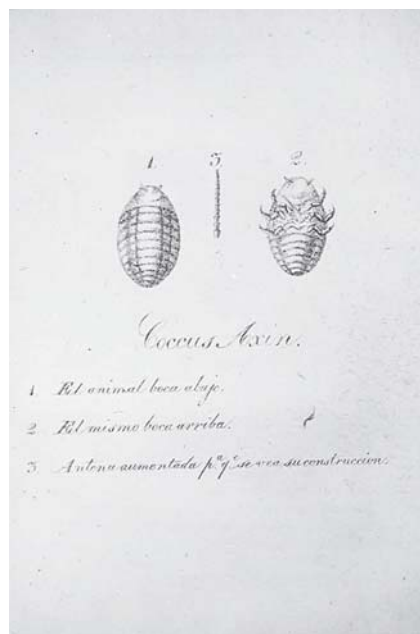 1. 3. 2.
Coccus Axin.
1 El animal boca abajo.
2 El mismo boca arriba.
3. Antena aumentada p.ª q.ᵉ se vea su construccion.